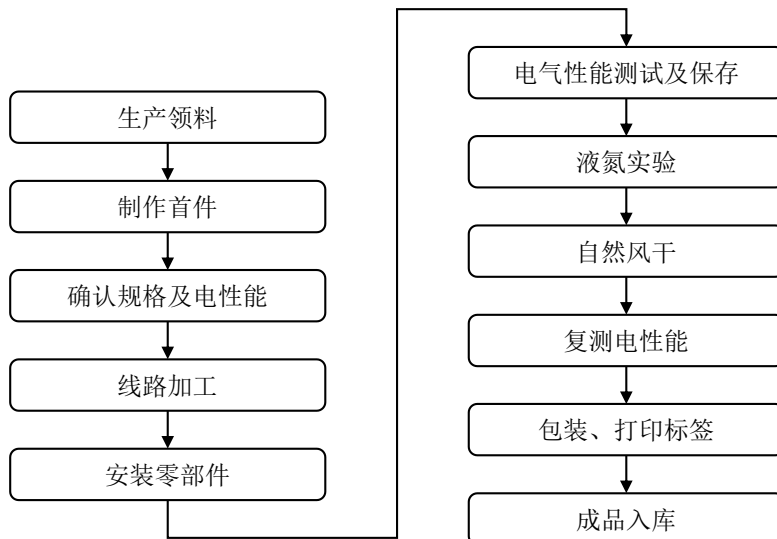 生产领料
制作首件
确认规格及电性能
线路加工
安装零部件
电气性能测试及保存
液氮实验
自然风干
复测电性能
包装、打印标签
成品入库